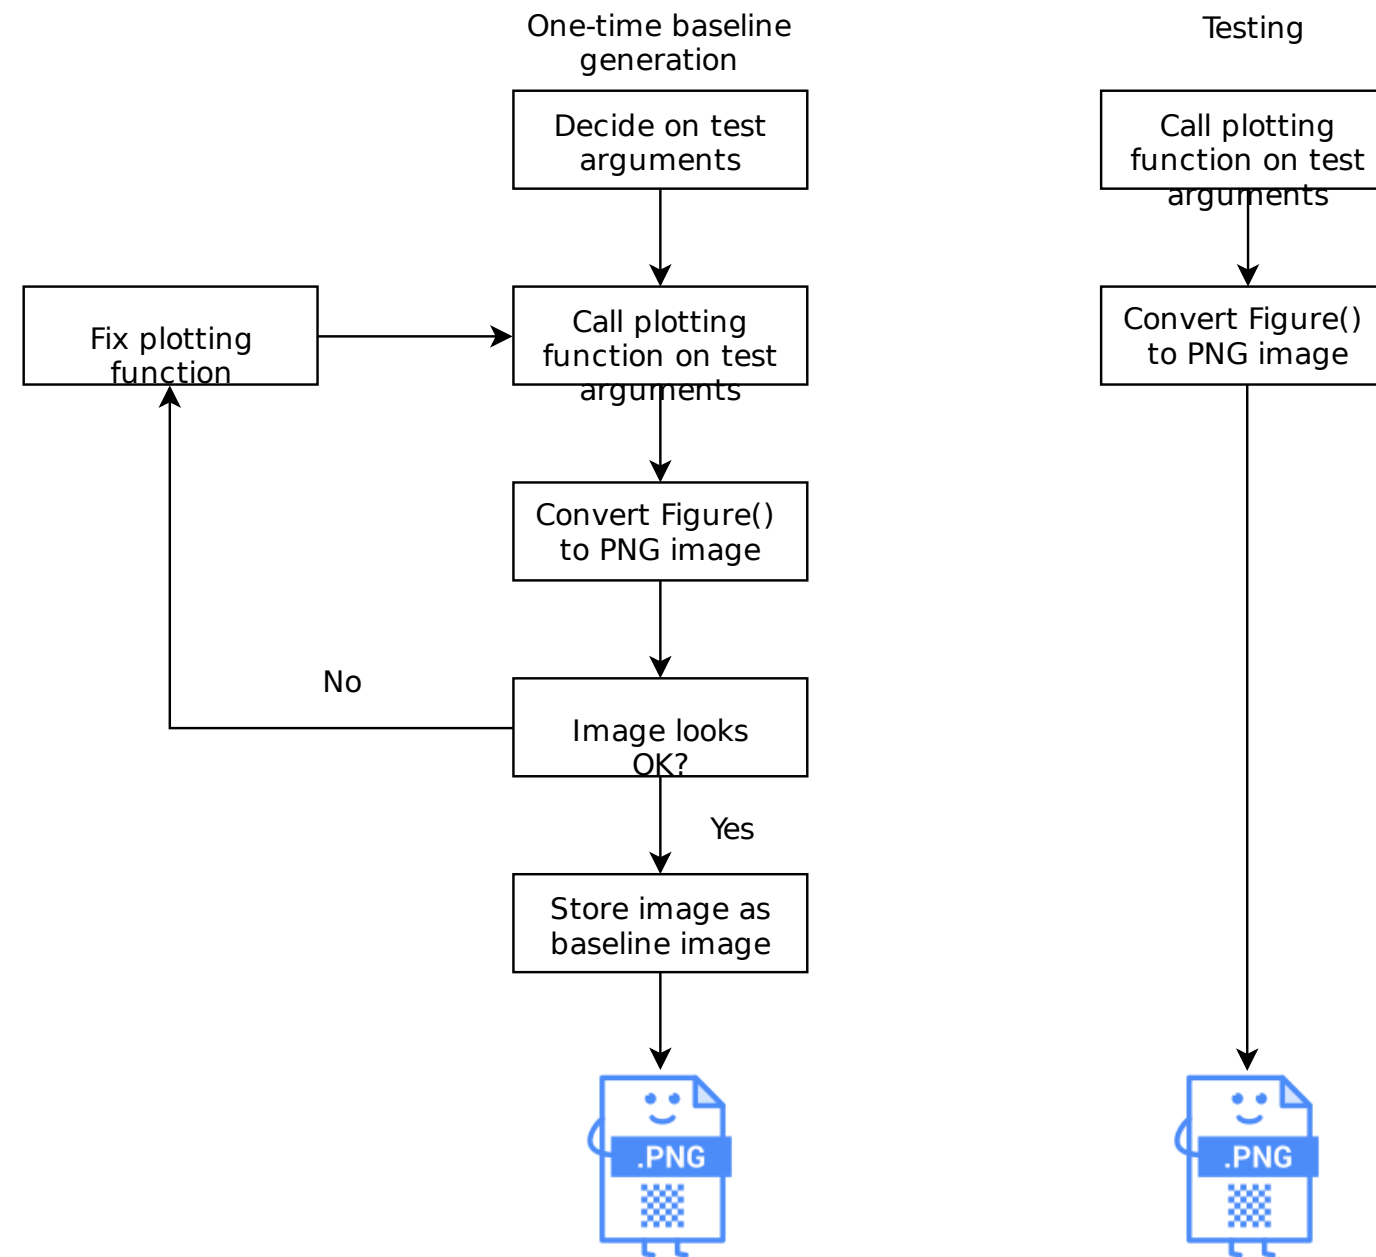 One-time baseline
generation
Decide on test
arguments
Fix plotting
function
Call plotting
function on test
arguments
Convert Figure()
to PNG image
No
Image looks
OK?
Yes
Store image as
baseline image
.PNG
Testing
Call plotting
function on test
arguments
Convert Figure()
to PNG image
.PNG